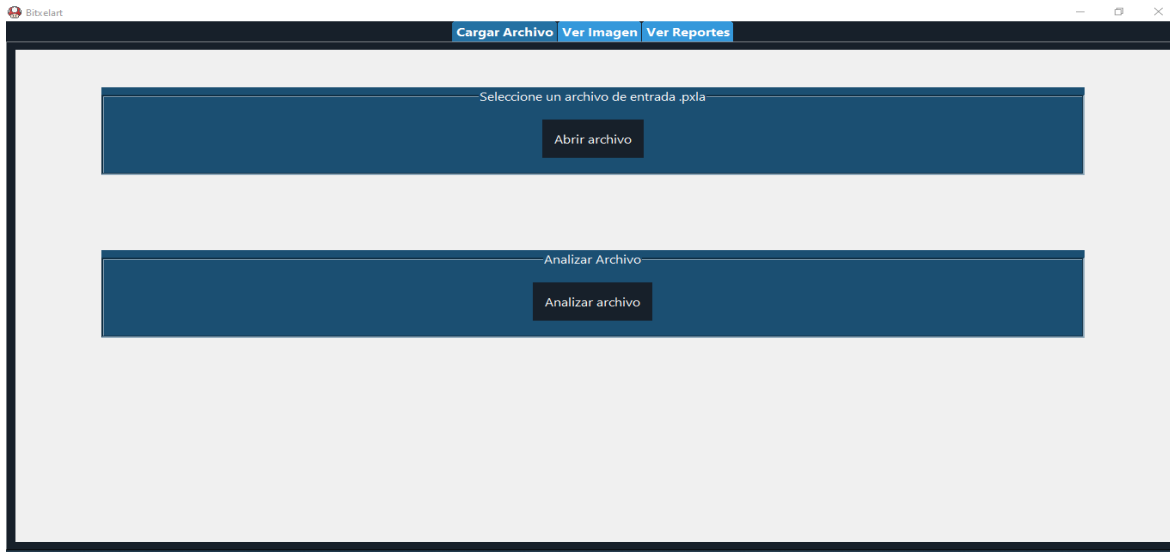 Bitxelart
Cargar Archivo Ver Imagen Ver Reportes
Seleccione un archivo de entrada .pxla
Abrir archivo
Analizar Archivo
Analizar archivo